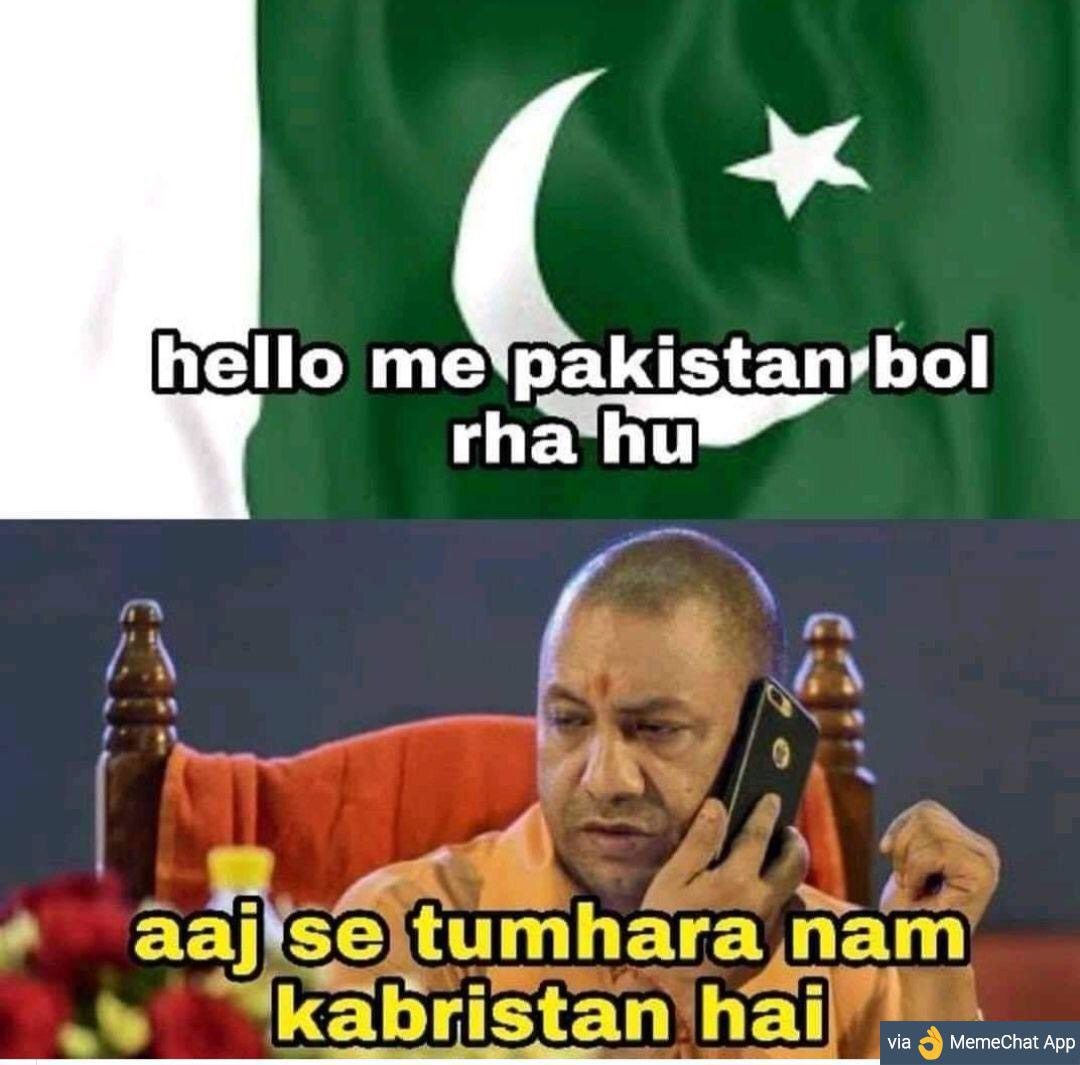 hello me pakistan bol
rha hu
aaj se tumhara nam
kabristan hai
via 👌 MemeChat App